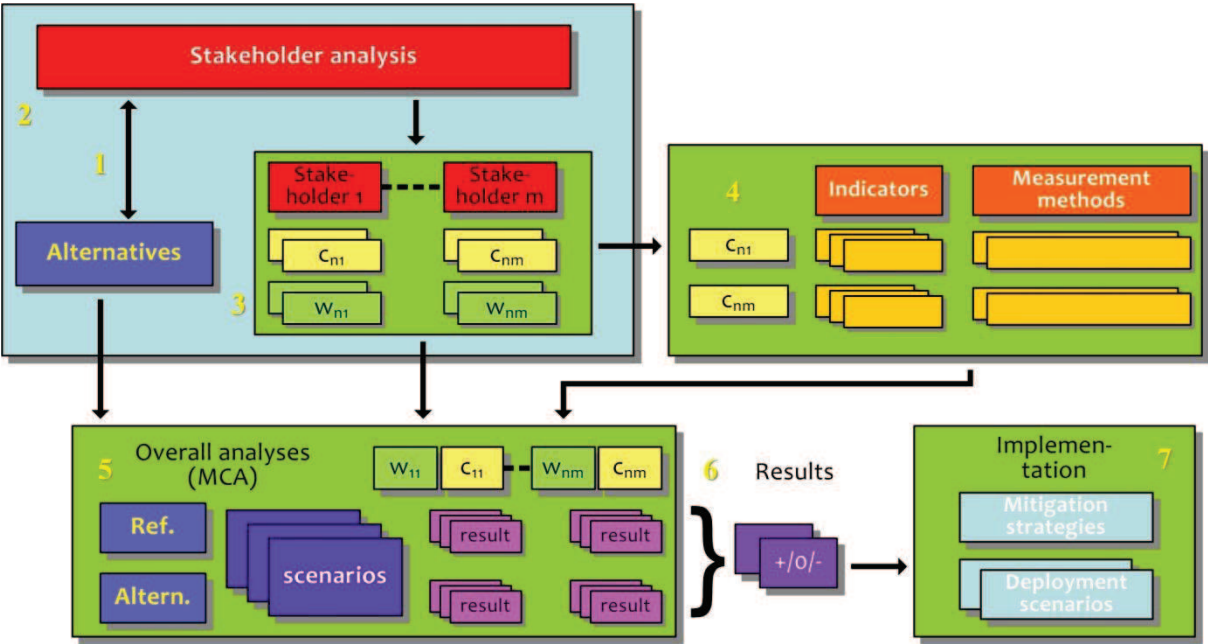 Stakeholder analysis
2
1
Alternatives
Stake-
holder 1
Stake-
holder m
Cn1
Cnm
3
Wn1
Wnm
4
Indicators
Measurement
methods
Cn1
Cnm
5
Overall analyses
(MCA)
W11
C11
Wnm
Cnm
6
Results
Ref.
Altern.
scenarios
result
result
result
result
+/0/-
Implemen-
tation
7
Mitigation
strategies
Deployment
scenarios